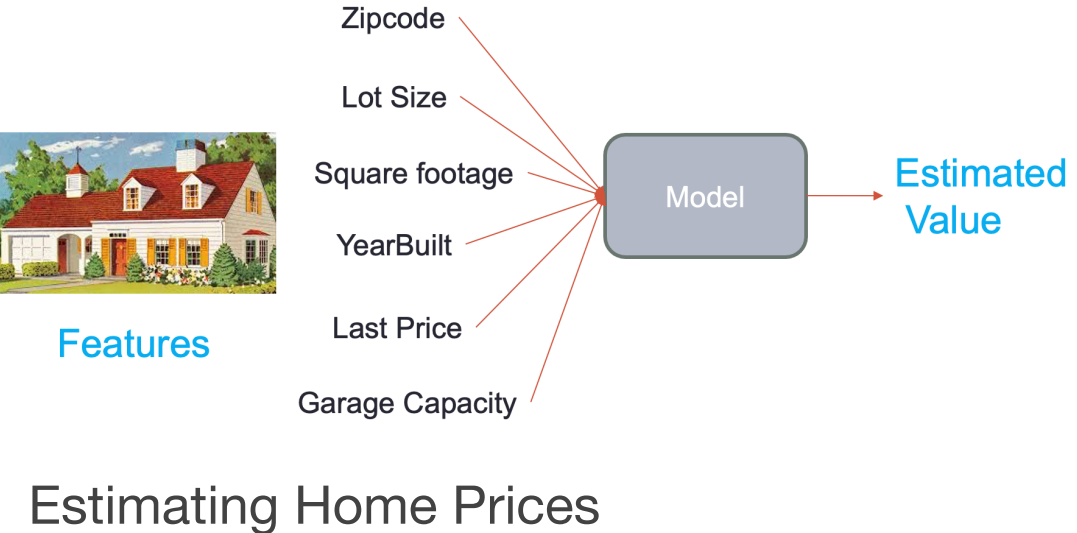 Zipcode
Lot Size
Square footage
YearBuilt
Last Price
Garage Capacity
Features
Model
Estimated
Value
Estimating Home Prices